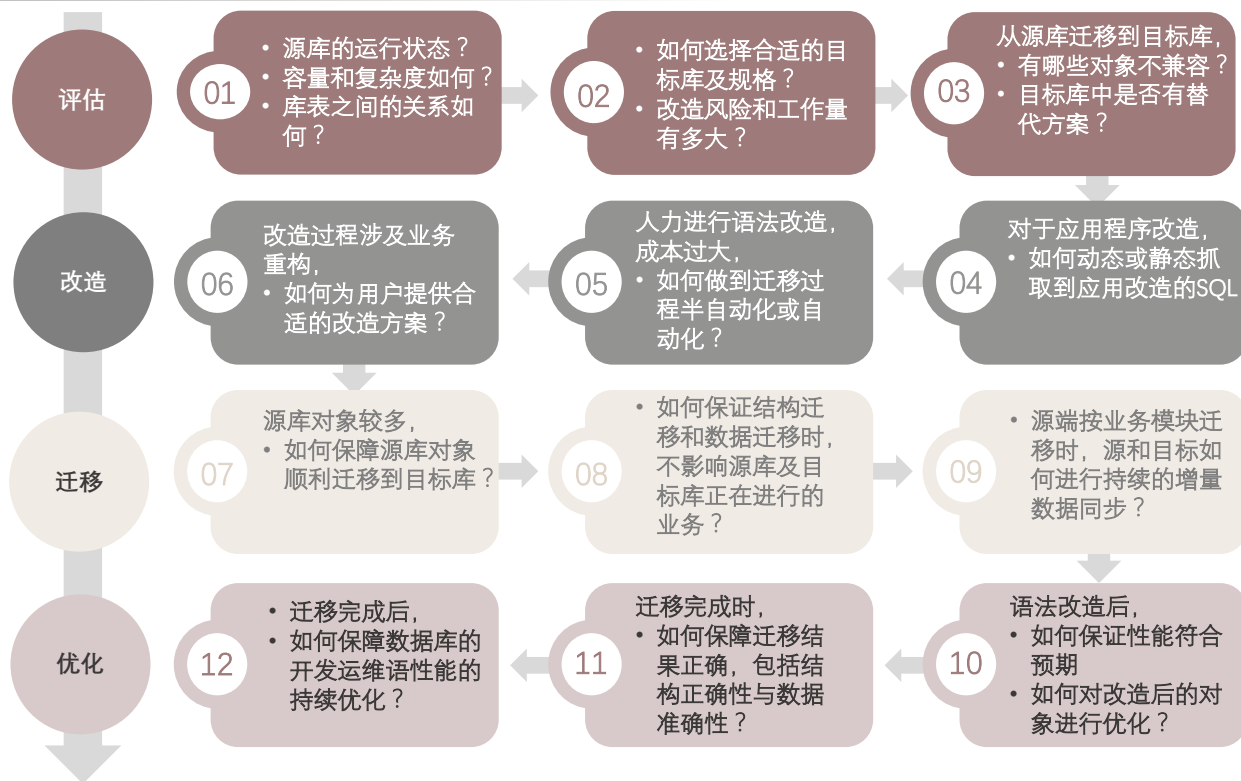 评估
01
• 源库的运行状态？
• 容量和复杂度如何？
• 库表之间的关系如
何？
02
• 如何选择合适的目
标库及规格？
• 改造风险和工作量
有多大？
03
从源库迁移到目标库，
• 有哪些对象不兼容？
• 目标库中是否有替
代方案？
改造
04
对于应用程序改造，
• 如何动态或静态抓
取到应用改造的SQL
05
人力进行语法改造，
成本过大，
• 如何做到迁移过
程半自动化或自
动化？
06
改造过程涉及业务
重构，
• 如何为用户提供合
适的改造方案？
迁移
07
源库对象较多，
• 如何保障源库对象
顺利迁移到目标库？
08
• 如何保证结构迁
移和数据迁移时，
不影响源库及目
标库正在进行的
业务？
09
• 源端按业务模块迁
移时，源和目标如
何进行持续的增量
数据同步？
优化
10
语法改造后，
• 如何保证性能符合
预期
• 如何对改造后的对
象进行优化？
11
迁移完成时，
• 如何保障迁移结
果正确，包括结
构正确性与数据
准确性？
12
• 迁移完成后，
• 如何保障数据库的
开发运维语性能的
持续优化？